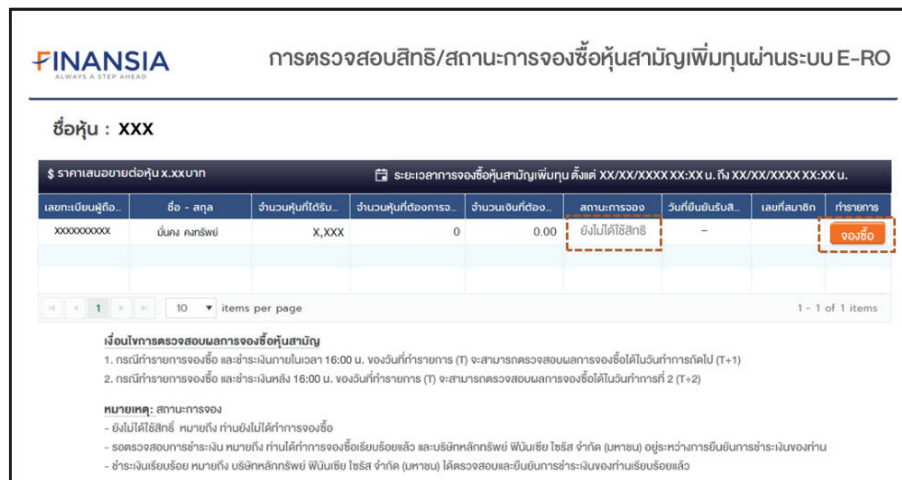 FINANSIA
ALWAYS A STEP AHEAD
การตรวจสอบสิทธิ/สถานะการจองซื้อหุ้นสามัญเพิ่มทุนผ่านระบบ E-RO
ชื่อหุ้น : XXX
$ ราคาเสนอขายต่อหุ้น x.xx บาท
ระยะเวลาการจองซื้อหุ้นสามัญเพิ่มทุน ตั้งแต่ XX/XX/XXXX XX:XX น. ถึง XX/XX/XXXX XX:XX น.
เลขทะเบียนผู้ถือ... ชื่อ - สกุล จำนวนหุ้นที่ได้รับ... จำนวนหุ้นที่ต้องการจ... จำนวนเงินที่ต้อง... สถานะการจอง วันที่ยืนยันรับสิ... เลขที่สมาชิก ทำรายการ
XXXXXXXXXX มั่นคง คงทรัพย์ X,XXX 0 0.00 ยังไม่ได้ใช้สิทธิ – จองซื้อ
1 10 items per page 1 - 1 of 1 items
เงื่อนไขการตรวจสอบผลการจองซื้อหุ้นสามัญ
1. กรณีทำรายการจองซื้อ และชำระเงินภายในเวลา 16:00 น. ของวันที่ทำรายการ (T) จะสามารถตรวจสอบผลการจองซื้อได้ในวันทำการถัดไป (T+1)
2. กรณีทำรายการจองซื้อ และชำระเงินหลัง 16:00 น. ของวันที่ทำรายการ (T) จะสามารถตรวจสอบผลการจองซื้อได้ในวันทำการที่ 2 (T+2)
หมายเหตุ: สถานะการจอง
- ยังไม่ได้ใช้สิทธิ์ หมายถึง ท่านยังไม่ได้ทำการจองซื้อ
- รอตรวจสอบการชำระเงิน หมายถึง ท่านได้ทำการจองซื้อเรียบร้อยแล้ว และบริษัทหลักทรัพย์ ฟินันเซีย ไซรัส จำกัด (มหาชน) อยู่ระหว่างการยืนยันการชำระเงินของท่าน
- ชำระเงินเรียบร้อย หมายถึง บริษัทหลักทรัพย์ ฟินันเซีย ไซรัส จำกัด (มหาชน) ได้ตรวจสอบและยืนยันการชำระเงินของท่านเรียบร้อยแล้ว